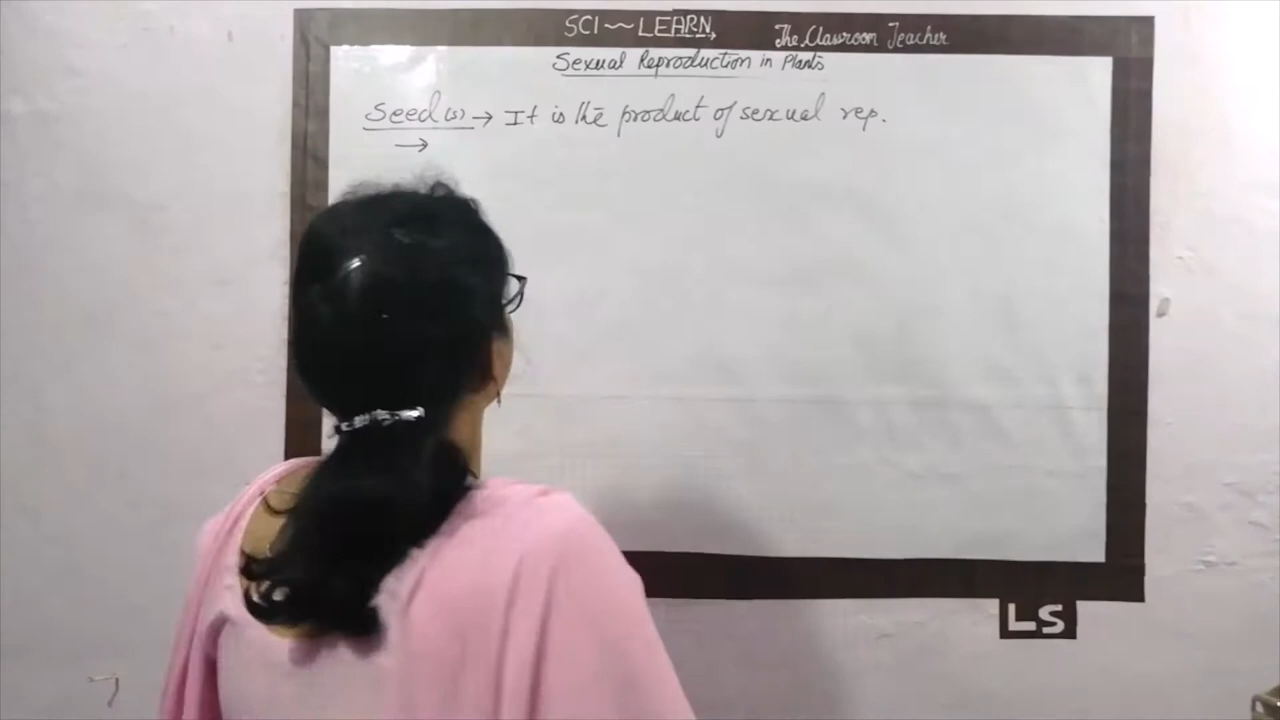 SCI~LEARN The Classroom Teacher
Sexual Reproduction in Plants
Seed(s) → It is the product of sexual rep.
→
LS